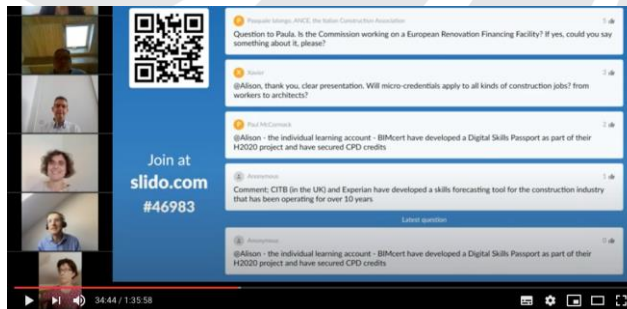 Pasquale Islongo, ANCE, the Italian Construction Association
5
Question to Paula. Is the Commission working on a European Renovation Financing Facility? If yes, could you say
something about it, please?
Xavier
3
@Alison, thank you, clear presentation. Will micro-credentials apply to all kinds of construction jobs? from
workers to architects?
Paul McCormack
2
@Alison - the individual learning account - BIMcert have developed a Digital Skills Passport as part of their
H2020 project and have secured CPD credits
Anonymous
1
Comment; CITB (in the UK) and Experian have developed a skills forecasting tool for the construction industry
that has been operating for over 10 years
Latest question
Anonymous
@Alison - the individual learning account - BIMcert have developed a Digital Skills Passport as part of their
H2020 project and have secured CPD credits
Join at
slido.com
#46983
34:44 / 1:35:58